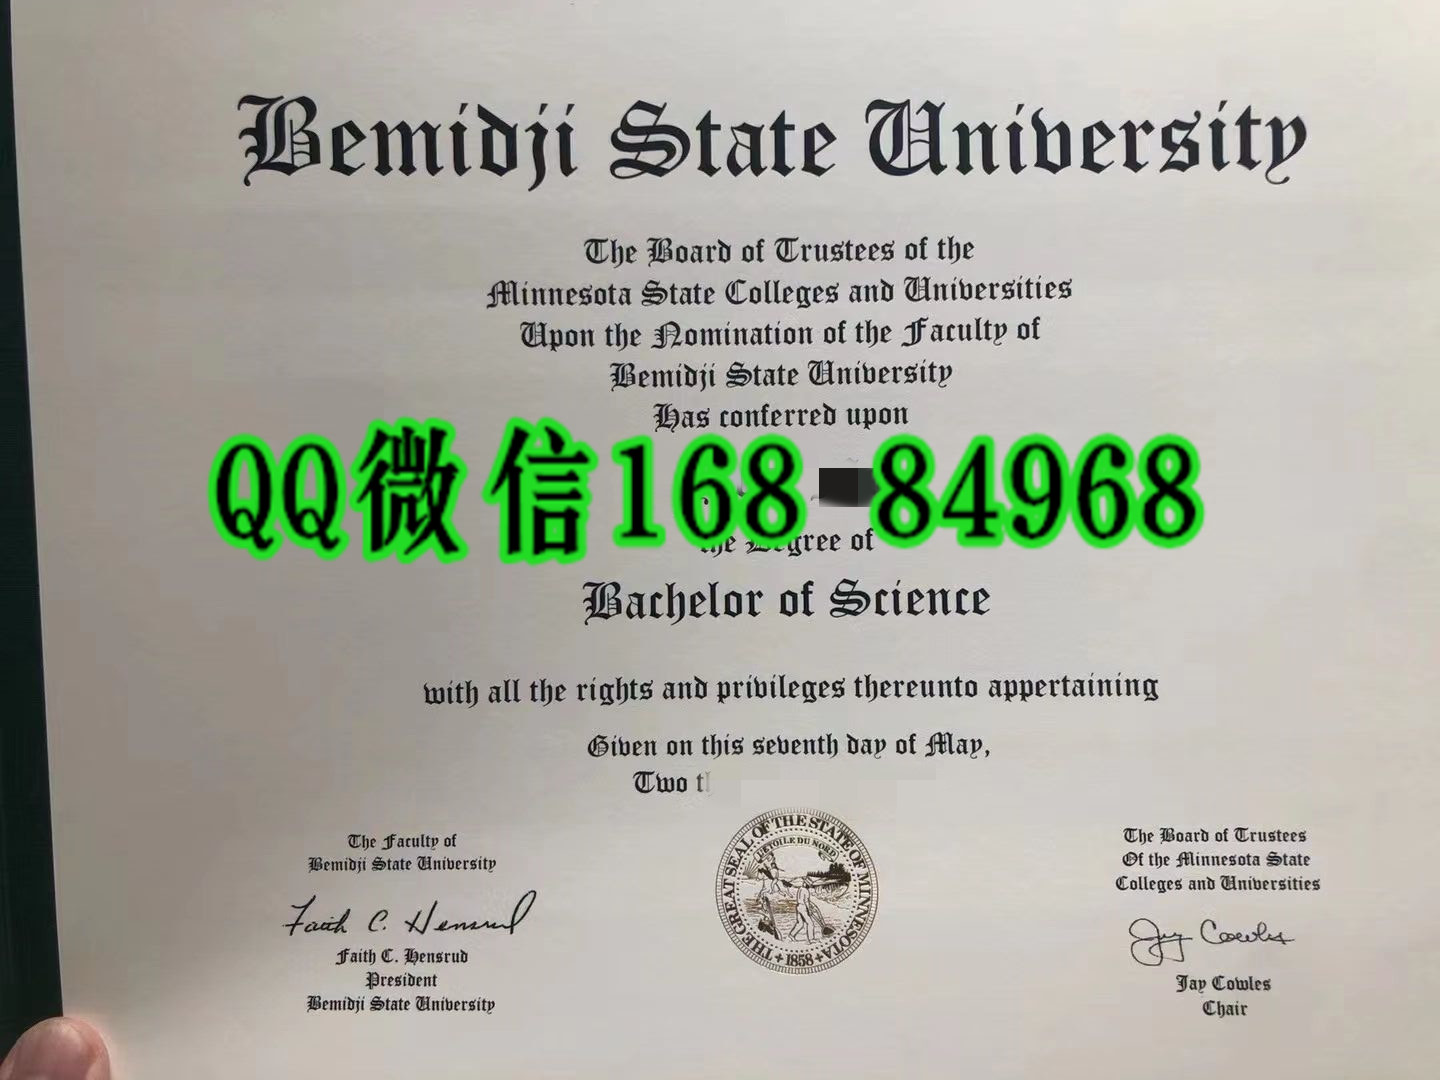 Bemidji State University
The Board of Trustees of the
Minnesota State Colleges and Universities
Upon the Nomination of the Faculty of
Bemidji State University
Has conferred upon
QQ微信168 84968
the Degree of
Bachelor of Science
with all the rights and privileges thereunto appertaining
Given on this seventh day of May,
Two
The Faculty of
Bemidji State University
Faith C. Hensrud
Faith C. Hensrud
President
Bemidji State University
THE GREAT SEAL OF THE STATE OF MINNESOTA
L'ETOILE DU NORD
1858
The Board of Trustees
Of the Minnesota State
Colleges and Universities
Jay Cowles
Jay Cowles
Chair